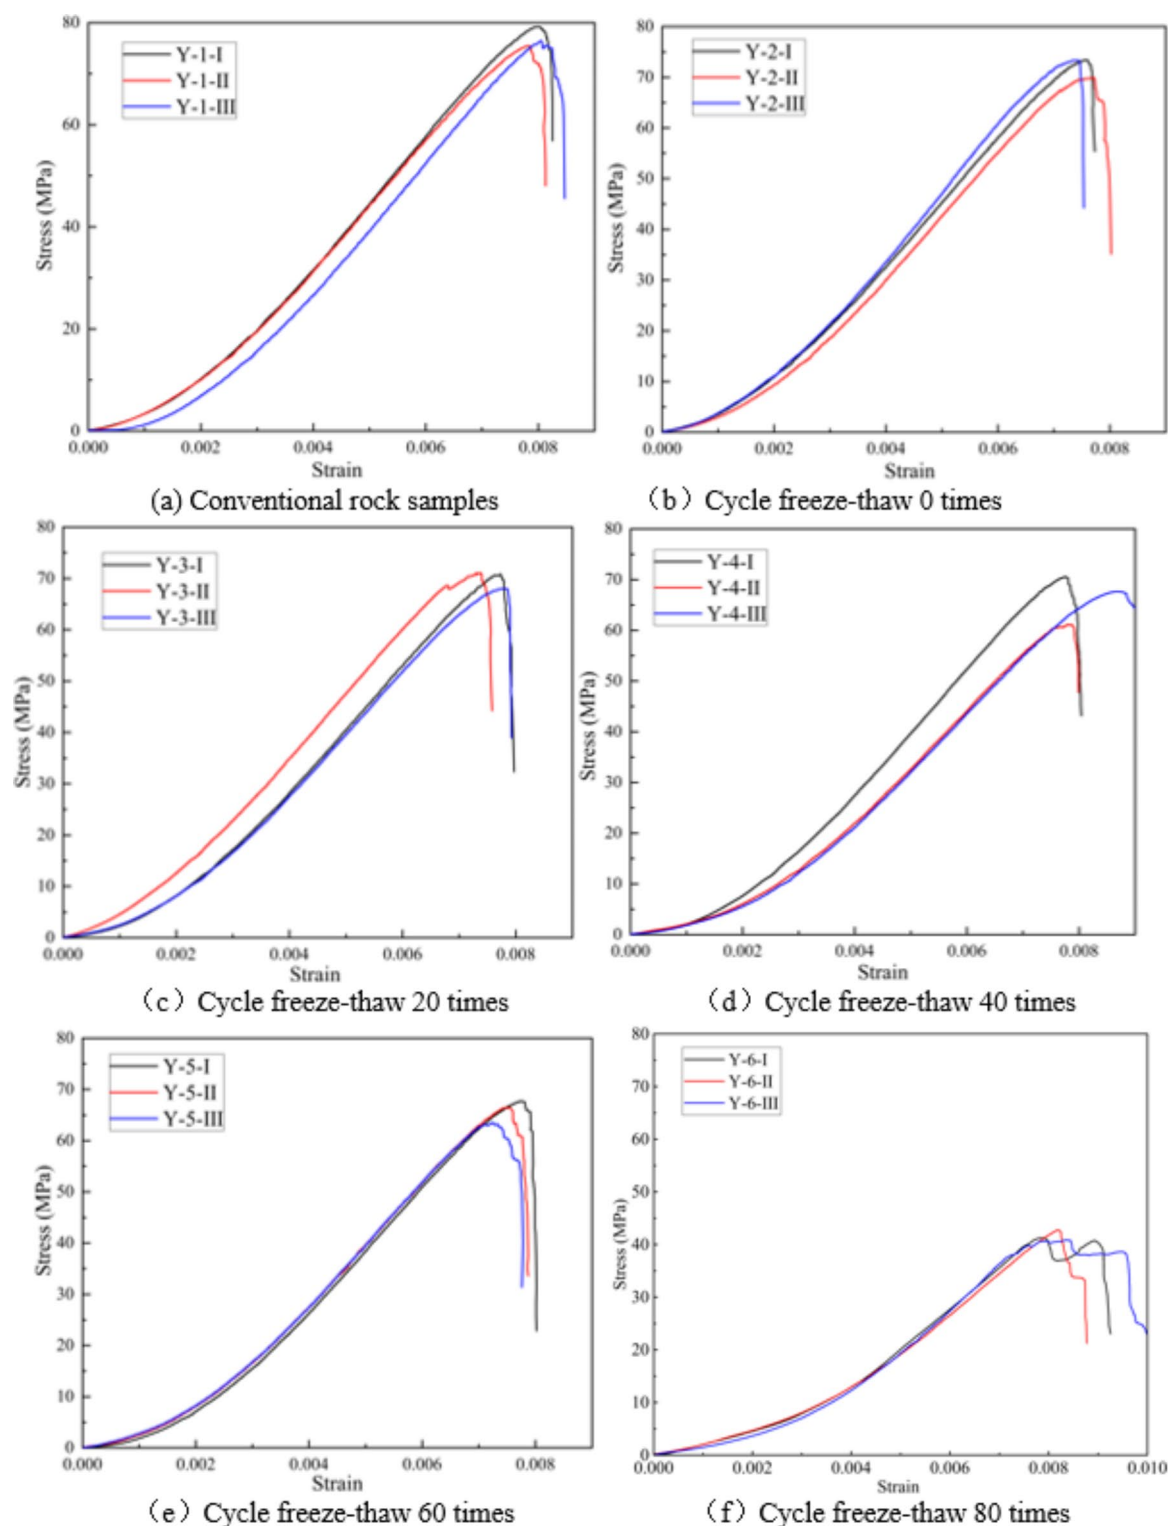 80
60
40
20
0
Stress (MPa)
Y-1-I
Y-1-II
Y-1-III
0.000 0.002 0.004 0.006 0.008
Strain
(a) Conventional rock samples
80
70
60
50
40
30
20
10
0
Stress (MPa)
Y-2-I
Y-2-II
Y-2-III
0.000 0.002 0.004 0.006 0.008
Strain
（b）Cycle freeze-thaw 0 times
80
70
60
50
40
30
20
10
0
Stress (MPa)
Y-3-I
Y-3-II
Y-3-III
0.000 0.002 0.004 0.006 0.008
Strain
（c）Cycle freeze-thaw 20 times
80
70
60
50
40
30
20
10
0
Stress (MPa)
Y-4-I
Y-4-II
Y-4-III
0.000 0.002 0.004 0.006 0.008
Strain
（d）Cycle freeze-thaw 40 times
80
70
60
50
40
30
20
10
0
Stress (MPa)
Y-5-I
Y-5-II
Y-5-III
0.000 0.002 0.004 0.006 0.008
Strain
（e）Cycle freeze-thaw 60 times
80
70
60
50
40
30
20
10
0
Stress (MPa)
Y-6-I
Y-6-II
Y-6-III
0.000 0.002 0.004 0.006 0.008 0.010
Strain
（f）Cycle freeze-thaw 80 times